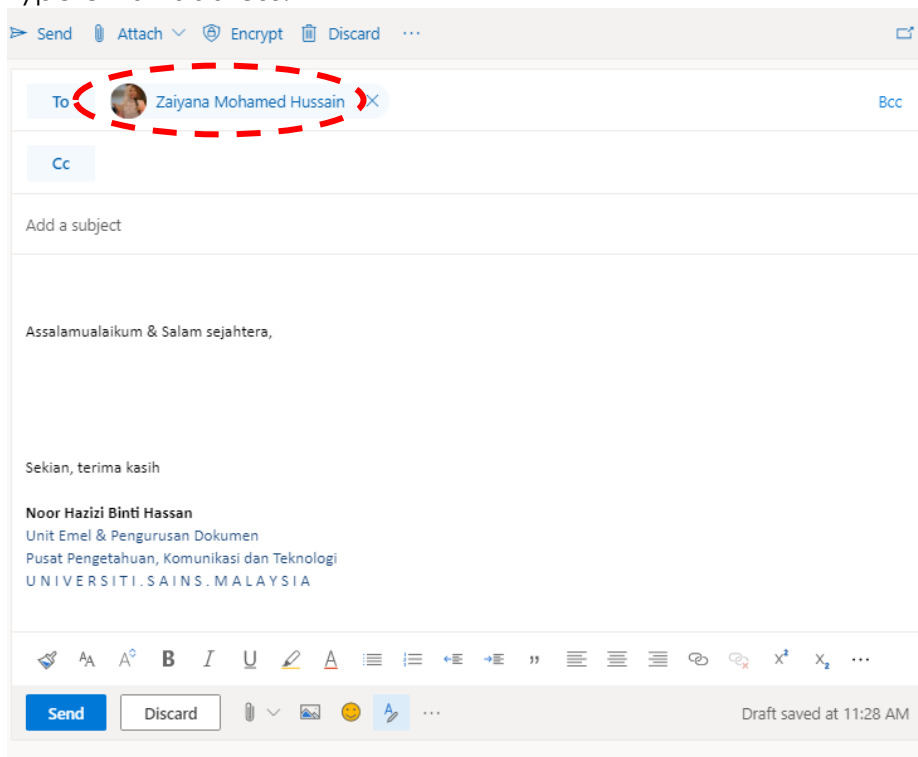 Send Attach Encrypt Discard ...
To Zaiyana Mohamed Hussain Bcc
Cc
Add a subject
Assalamualaikum & Salam sejahtera,
Sekian, terima kasih
Noor Hazizi Binti Hassan
Unit Emel & Pengurusan Dokumen
Pusat Pengetahuan, Komunikasi dan Teknologi
U N I V E R S I T I . S A I N S . M A L A Y S I A
Send Discard ... Draft saved at 11:28 AM